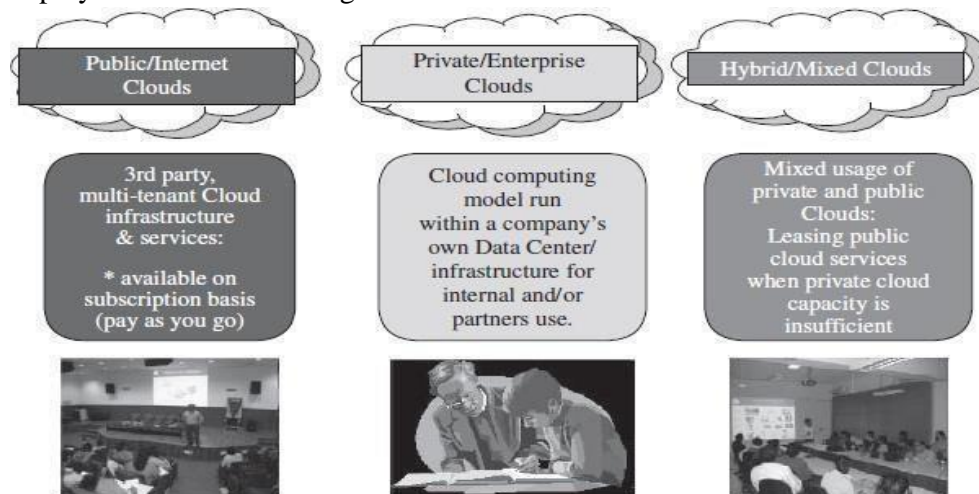 Public/Internet
Clouds
Private/Enterprise
Clouds
Hybrid/Mixed Clouds
3rd party,
multi-tenant Cloud
infrastructure
& services:
* available on
subscription basis
(pay as you go)
Cloud computing
model run
within a company's
own Data Center/
infrastructure for
internal and/or
partners use.
Mixed usage of
private and public
Clouds:
Leasing public
cloud services
when private cloud
capacity is
insufficient